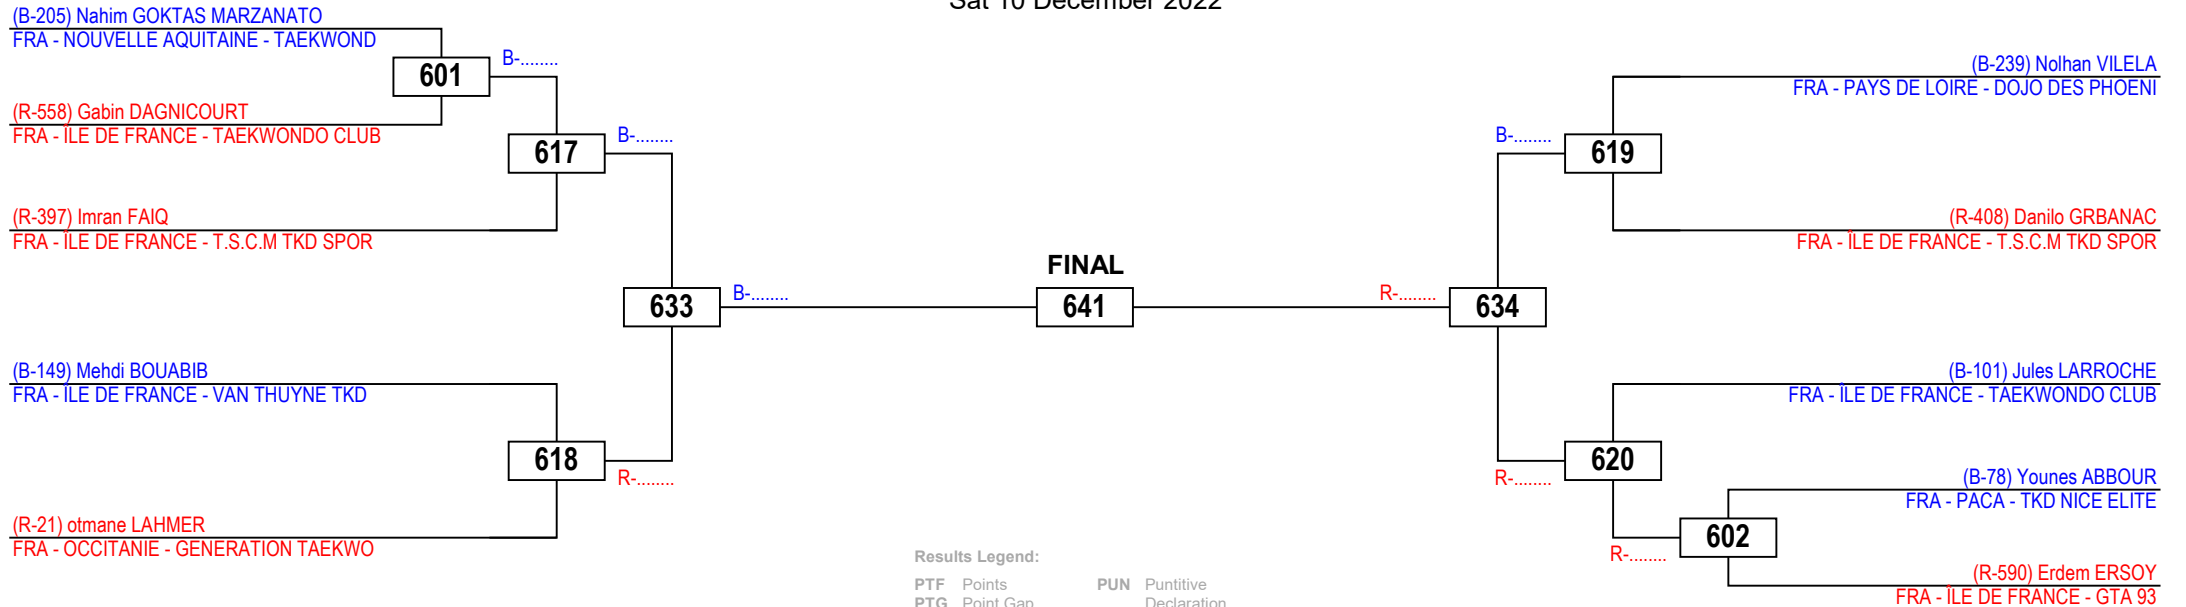 Sat 10 December 2022
(B-205) Nahim GOKTAS MARZANATO
FRA - NOUVELLE AQUITAINE - TAEKWOND
601
B-........
(R-558) Gabin DAGNICOURT
FRA - ÎLE DE FRANCE - TAEKWONDO CLUB
617
B-........
(R-397) Imran FAIQ
FRA - ÎLE DE FRANCE - T.S.C.M TKD SPOR
633
B-........
(B-149) Mehdi BOUABIB
FRA - ÎLE DE FRANCE - VAN THUYNE TKD
618
R-........
(R-21) otmane LAHMER
FRA - OCCITANIE - GENERATION TAEKWO
FINAL
641
(B-239) Nolhan VILELA
FRA - PAYS DE LOIRE - DOJO DES PHOENI
B-........
619
(R-408) Danilo GRBANAC
FRA - ÎLE DE FRANCE - T.S.C.M TKD SPOR
R-........
634
(B-101) Jules LARROCHE
FRA - ÎLE DE FRANCE - TAEKWONDO CLUB
R-........
620
(B-78) Younes ABBOUR
FRA - PACA - TKD NICE ELITE
R-........
602
(R-590) Erdem ERSOY
FRA - ÎLE DE FRANCE - GTA 93
Results Legend:
PTF Points PUN Puntitive
PTG Point Gap Declaration